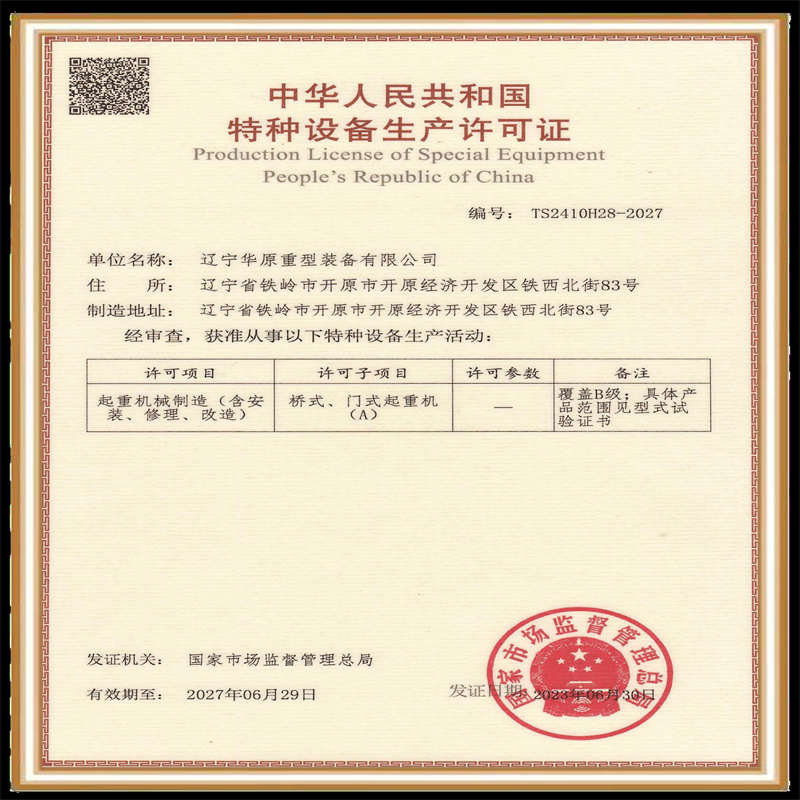 中华人民共和国
特种设备生产许可证
Production License of Special Equipment
People's Republic of China
编号: TS2410H28-2027
单位名称: 辽宁华原重型装备有限公司
住 所: 辽宁省铁岭市开原市开原经济开发区铁西北街83号
制造地址: 辽宁省铁岭市开原市开原经济开发区铁西北街83号
经审查, 获准从事以下特种设备生产活动:
许可项目 许可子项目 许可参数 备注
起重机械制造（含安装、修理、改造） 桥式、门式起重机（A） — 覆盖B级; 具体产品范围见型式试验证书
国家市场监督管理总局
发证机关: 国家市场监督管理总局
有效期至: 2027年06月29日 发证日期: 2023年06月30日